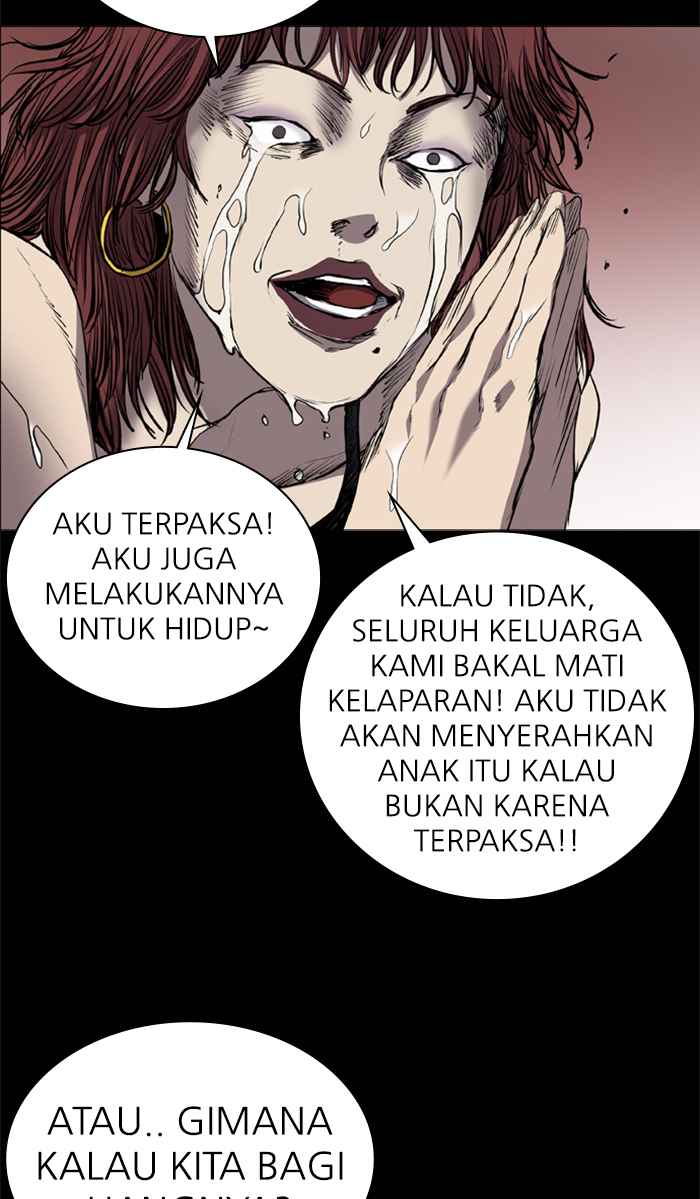 AKU TERPAKSA!
AKU JUGA
MELAKUKANNYA
UNTUK HIDUP~
KALAU TIDAK,
SELURUH KELUARGA
KAMI BAKAL MATI
KELAPARAN! AKU TIDAK
AKAN MENYERAHKAN
ANAK ITU KALAU
BUKAN KARENA
TERPAKSA!!
ATAU.. GIMANA
KALAU KITA BAGI